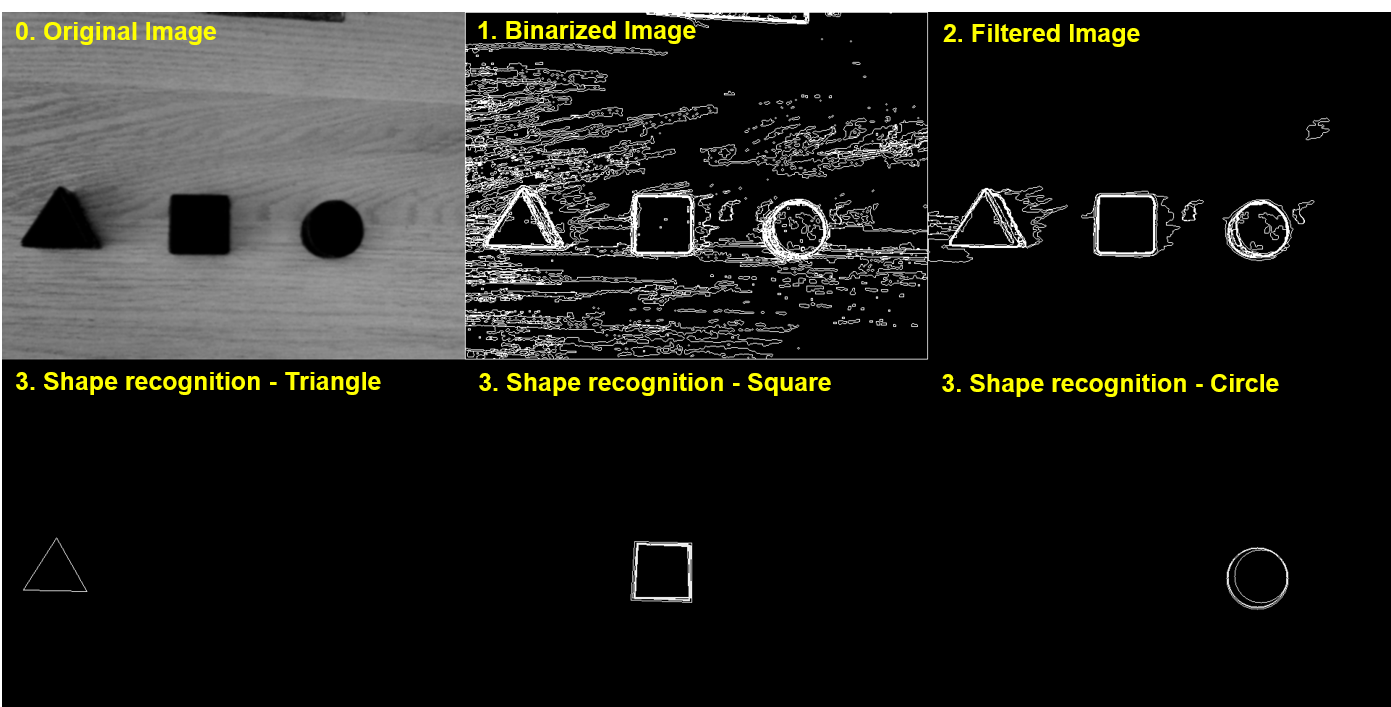 0. Original Image
1. Binarized Image
2. Filtered Image
3. Shape recognition - Triangle
3. Shape recognition - Square
3. Shape recognition - Circle